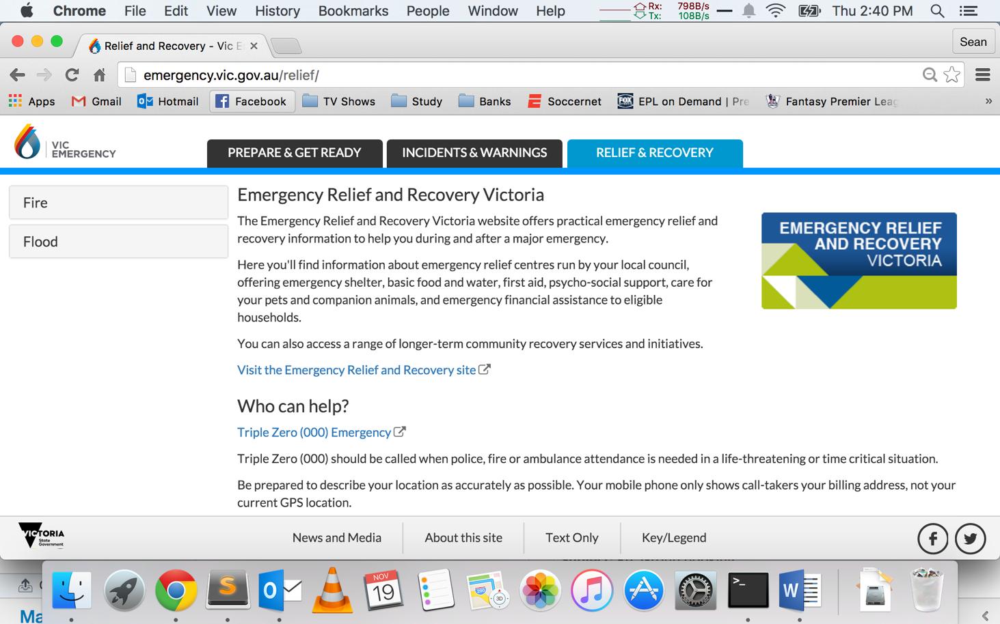 Chrome File Edit View History Bookmarks People Window Help Rx: 798B/s Tx: 108B/s Thu 2:40 PM
Relief and Recovery - Vic E
Sean
emergency.vic.gov.au/relief/
Apps Gmail Hotmail Facebook TV Shows Study Banks Soccernet EPL on Demand | Pre Fantasy Premier Leag »
VIC
EMERGENCY
PREPARE & GET READY INCIDENTS & WARNINGS RELIEF & RECOVERY
Fire
Flood
Emergency Relief and Recovery Victoria
The Emergency Relief and Recovery Victoria website offers practical emergency relief and
recovery information to help you during and after a major emergency.
Here you'll find information about emergency relief centres run by your local council,
offering emergency shelter, basic food and water, first aid, psycho-social support, care for
your pets and companion animals, and emergency financial assistance to eligible
households.
You can also access a range of longer-term community recovery services and initiatives.
Visit the Emergency Relief and Recovery site
EMERGENCY RELIEF
AND RECOVERY
VICTORIA
Who can help?
Triple Zero (000) Emergency
Triple Zero (000) should be called when police, fire or ambulance attendance is needed in a life-threatening or time critical situation.
Be prepared to describe your location as accurately as possible. Your mobile phone only shows call-takers your billing address, not your
current GPS location.
VICTORIA
State
Government
News and Media About this site Text Only Key/Legend
NOV
19
280
3D
S
O
>_
W
Ma